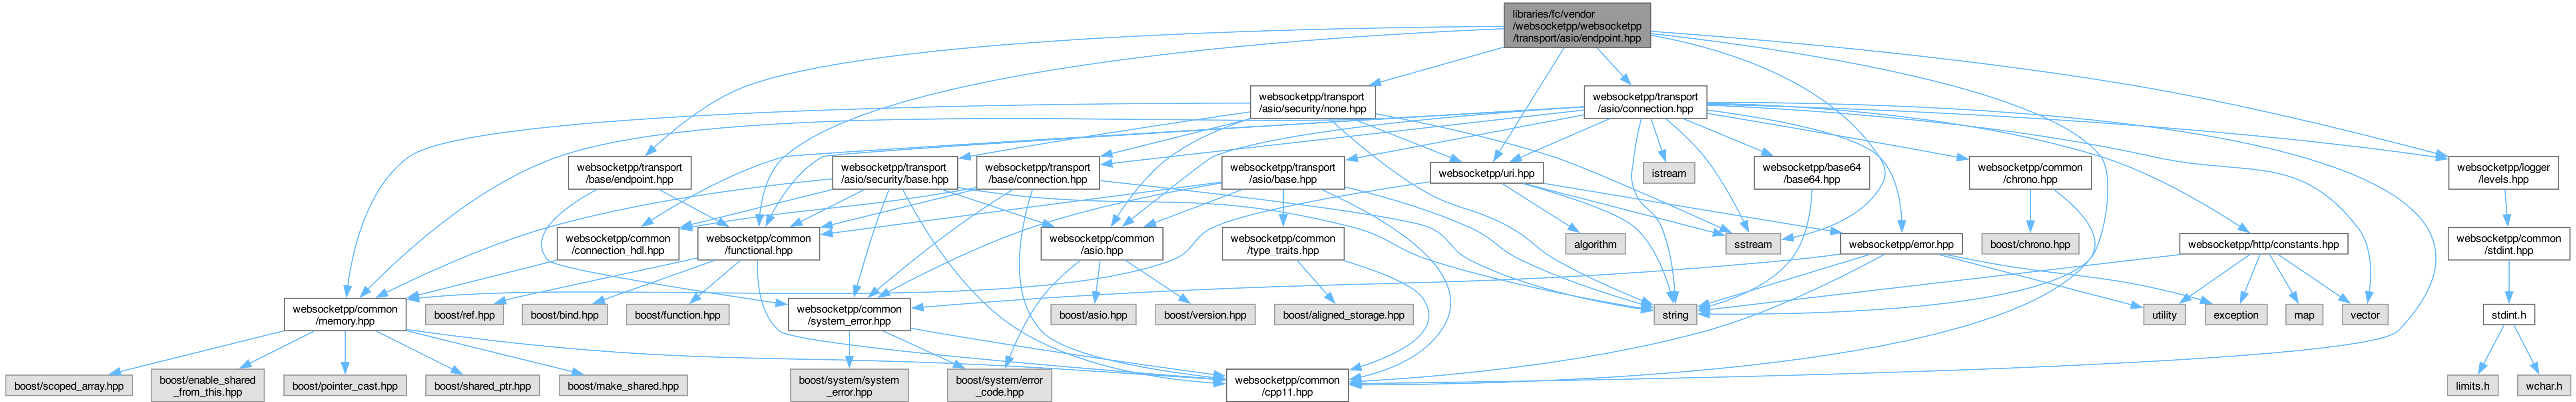 libraries/fc/vendor
/websocketpp/websocketpp
/transport/asio/endpoint.hpp
websocketpp/transport
/asio/security/none.hpp
websocketpp/transport
/asio/connection.hpp
websocketpp/transport
/base/endpoint.hpp
websocketpp/transport
/asio/security/base.hpp
websocketpp/transport
/base/connection.hpp
websocketpp/transport
/asio/base.hpp
websocketpp/uri.hpp
istream
websocketpp/base64
/base64.hpp
websocketpp/common
/chrono.hpp
websocketpp/logger
/levels.hpp
websocketpp/common
/connection_hdl.hpp
websocketpp/common
/functional.hpp
websocketpp/common
/asio.hpp
websocketpp/common
/type_traits.hpp
algorithm
sstream
websocketpp/error.hpp
boost/chrono.hpp
websocketpp/http/constants.hpp
websocketpp/common
/stdint.hpp
websocketpp/common
/memory.hpp
boost/ref.hpp
boost/bind.hpp
boost/function.hpp
websocketpp/common
/system_error.hpp
boost/asio.hpp
boost/version.hpp
boost/aligned_storage.hpp
string
utility
exception
map
vector
stdint.h
boost/scoped_array.hpp
boost/enable_shared
_from_this.hpp
boost/pointer_cast.hpp
boost/shared_ptr.hpp
boost/make_shared.hpp
boost/system/system
_error.hpp
boost/system/error
_code.hpp
websocketpp/common
/cpp11.hpp
limits.h
wchar.h